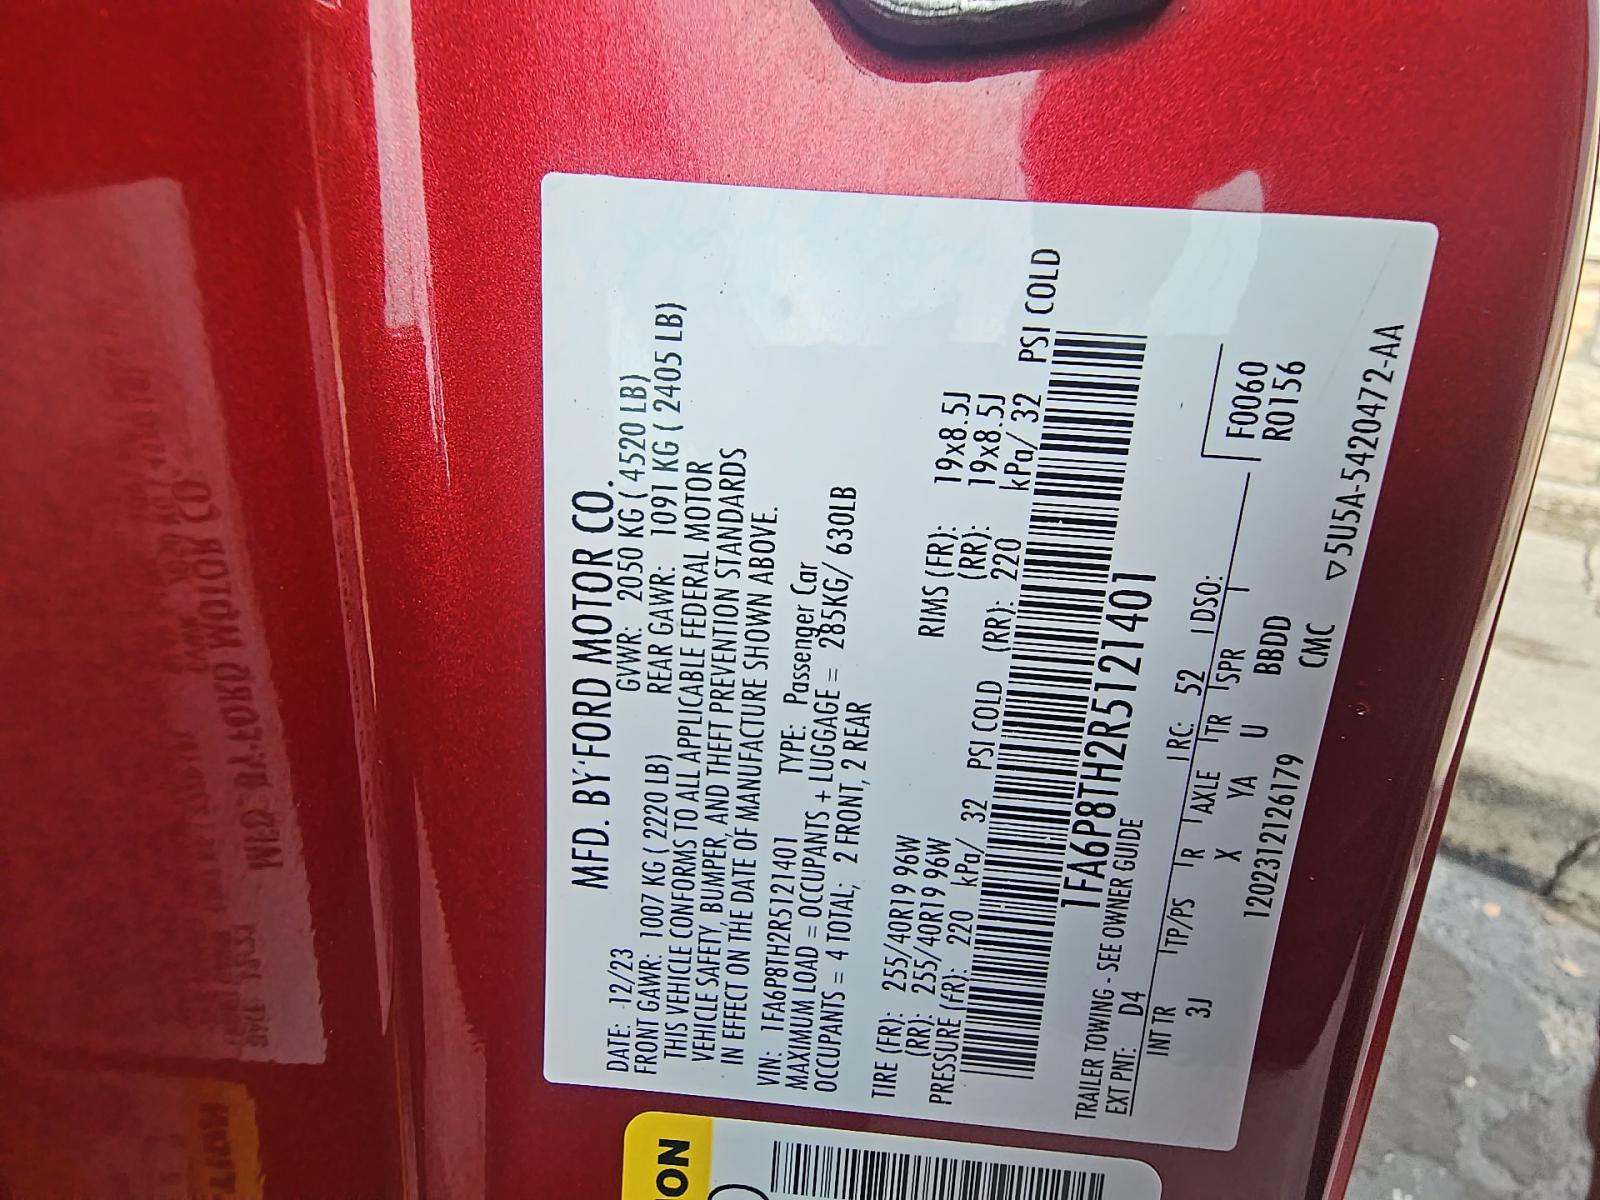 MFD. BY FORD MOTOR CO.
DATE: 12/23 GVWR: 2050 KG ( 4520 LB)
FRONT GAWR: 1007 KG ( 2220 LB) REAR GAWR: 1091 KG ( 2405 LB)
THIS VEHICLE CONFORMS TO ALL APPLICABLE FEDERAL MOTOR
VEHICLE SAFETY, BUMPER, AND THEFT PREVENTION STANDARDS
IN EFFECT ON THE DATE OF MANUFACTURE SHOWN ABOVE.
VIN: 1FA6P8TH2R5121401 TYPE: Passenger Car
MAXIMUM LOAD = OCCUPANTS + LUGGAGE = 285KG/ 630LB
OCCUPANTS = 4 TOTAL, 2 FRONT, 2 REAR
TIRE (FR): 255/40R19 96W RIMS (FR): 19x8.5J
(RR): 255/40R19 96W (RR): 19x8.5J
PRESSURE (FR): 220 kPa/ 32 PSI COLD (RR): 220 kPa/ 32 PSI COLD
1FA6P8TH2R5121401
TRAILER TOWING - SEE OWNER GUIDE
EXT PNT: D4 RC: 52 DSO:
INT TR TP/PS R AXLE TR SPR
3J X YA U BBDD
F0060
R0156
12023121216179 CMC
▽5U5A-5420472-AA
ION